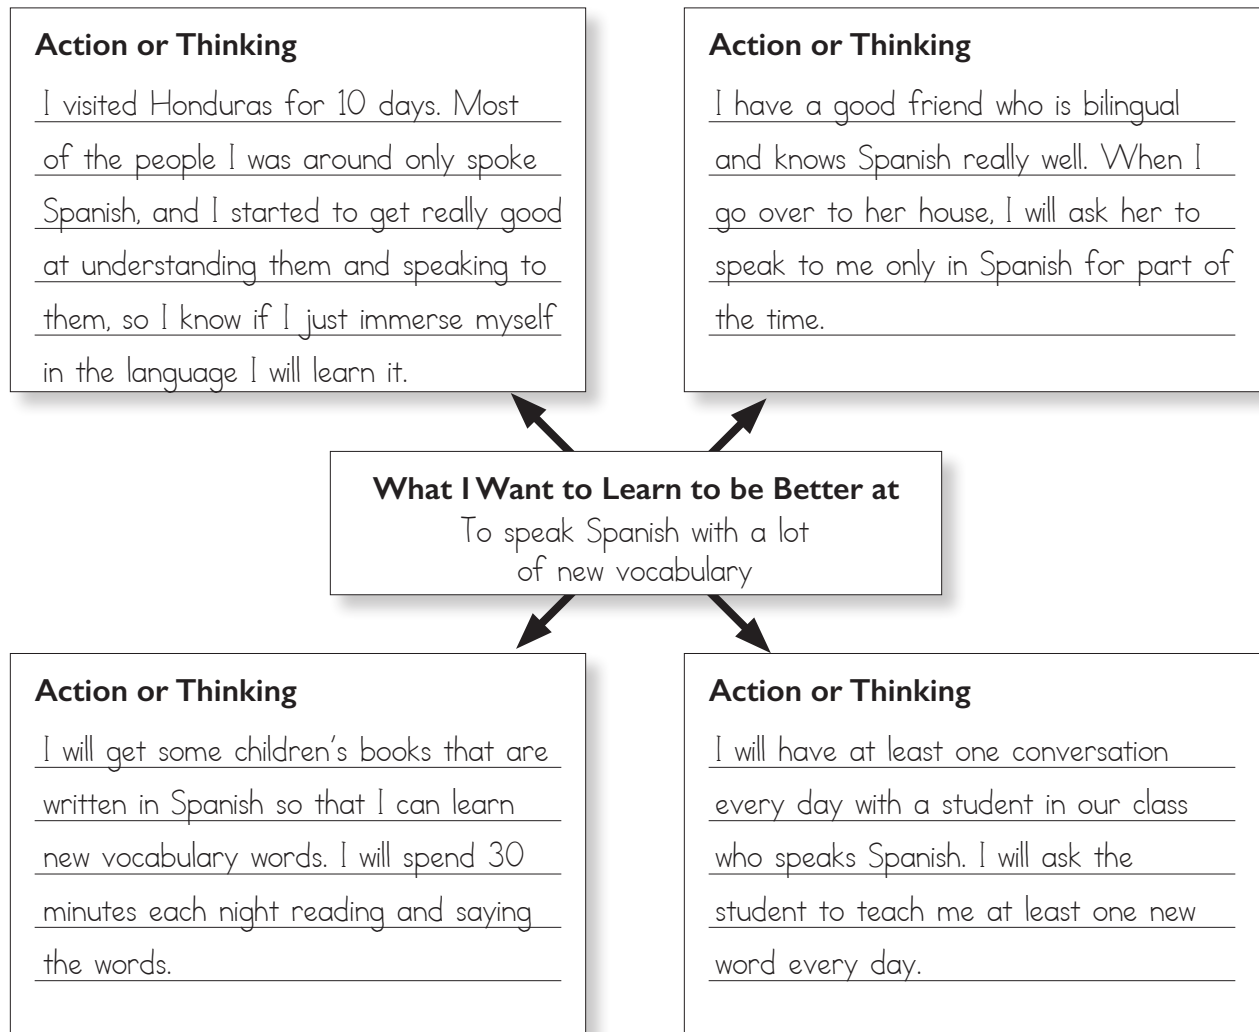 Action or Thinking
I visited Honduras for 10 days. Most
of the people I was around only spoke
Spanish, and I started to get really good
at understanding them and speaking to
them, so I know if I just immerse myself
in the language I will learn it.
Action or Thinking
I have a good friend who is bilingual
and knows Spanish really well. When I
go over to her house, I will ask her to
speak to me only in Spanish for part of
the time.
What I Want to Learn to be Better at
To speak Spanish with a lot
of new vocabulary
Action or Thinking
I will get some children's books that are
written in Spanish so that I can learn
new vocabulary words. I will spend 30
minutes each night reading and saying
the words.
Action or Thinking
I will have at least one conversation
every day with a student in our class
who speaks Spanish. I will ask the
student to teach me at least one new
word every day.